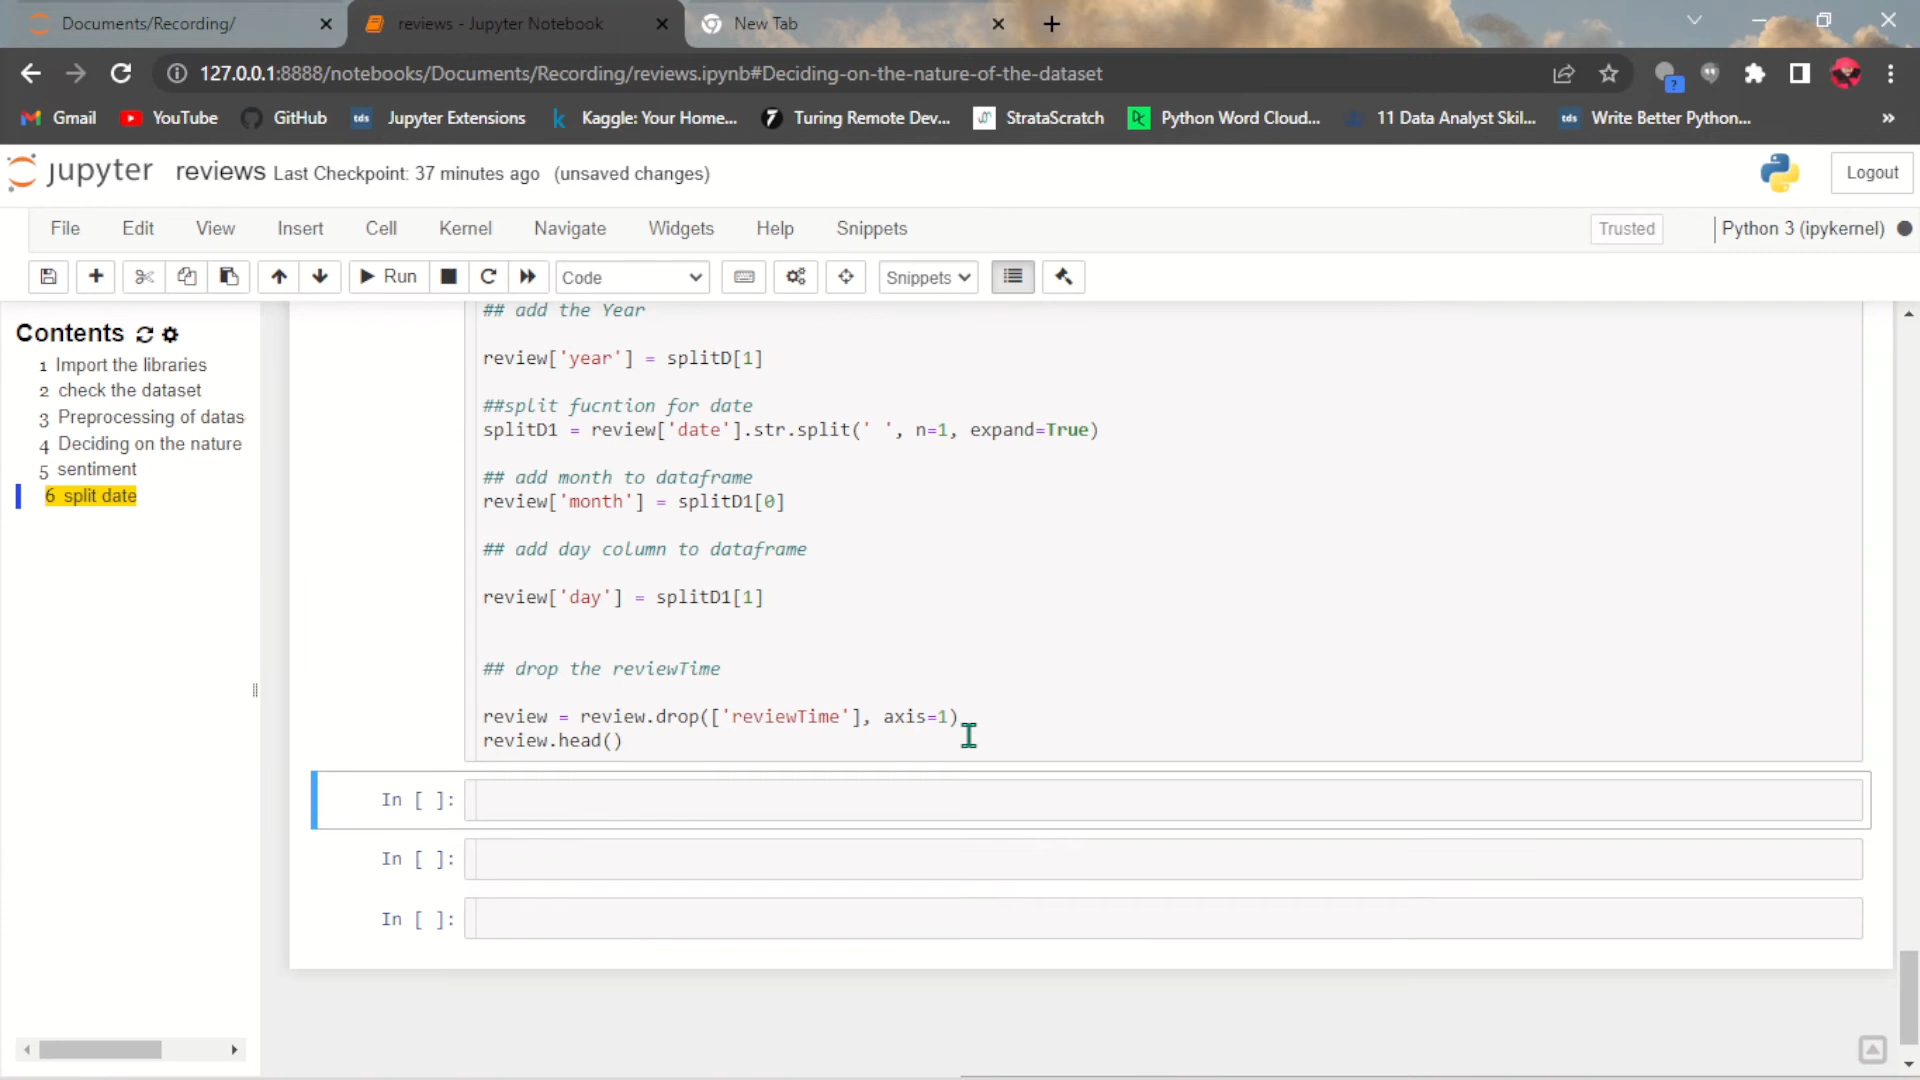 Documents/Recording/
reviews - Jupyter Notebook
New Tab
127.0.0.1:8888/notebooks/Documents/Recording/reviews.ipynb#Deciding-on-the-nature-of-the-dataset
?
Gmail
YouTube
GitHub
tds Jupyter Extensions
k Kaggle: Your Home...
Turing Remote Dev...
StrataScratch
DC Python Word Cloud...
11 Data Analyst Skil...
tds Write Better Python...
»
jupyter reviews Last Checkpoint: 37 minutes ago (unsaved changes)
Logout
File Edit View Insert Cell Kernel Navigate Widgets Help Snippets
Trusted
Python 3 (ipykernel)
Run
Code
Snippets
Contents
1 Import the libraries
2 check the dataset
3 Preprocessing of datas
4 Deciding on the nature
5 sentiment
6 split date
## add the Year
review['year'] = splitD[1]
##split fucntion for date
splitD1 = review['date'].str.split(' ', n=1, expand=True)
## add month to dataframe
review['month'] = splitD1[0]
## add day column to dataframe
review['day'] = splitD1[1]
## drop the reviewTime
review = review.drop(['reviewTime'], axis=1)
review.head()
In [ ]:
In [ ]:
In [ ]: